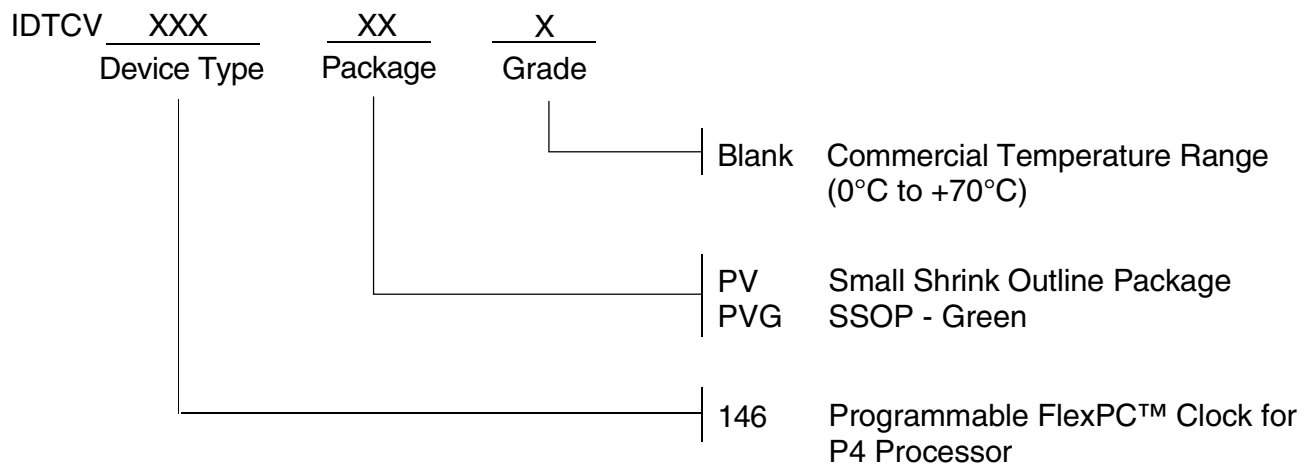 IDTCV XXX XX X
Device Type Package Grade
Blank Commercial Temperature Range
(0°C to +70°C)
PV Small Shrink Outline Package
PVG SSOP - Green
146 Programmable FlexPC™ Clock for
P4 Processor